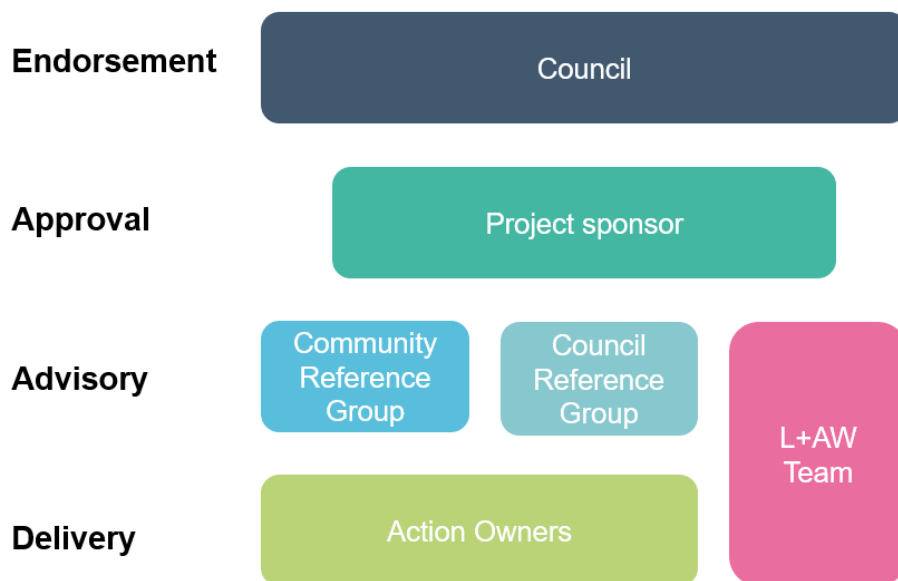 Endorsement
Council
Approval
Project sponsor
Advisory
Community
Reference
Group
Council
Reference
Group
L+AW
Team
Delivery
Action Owners